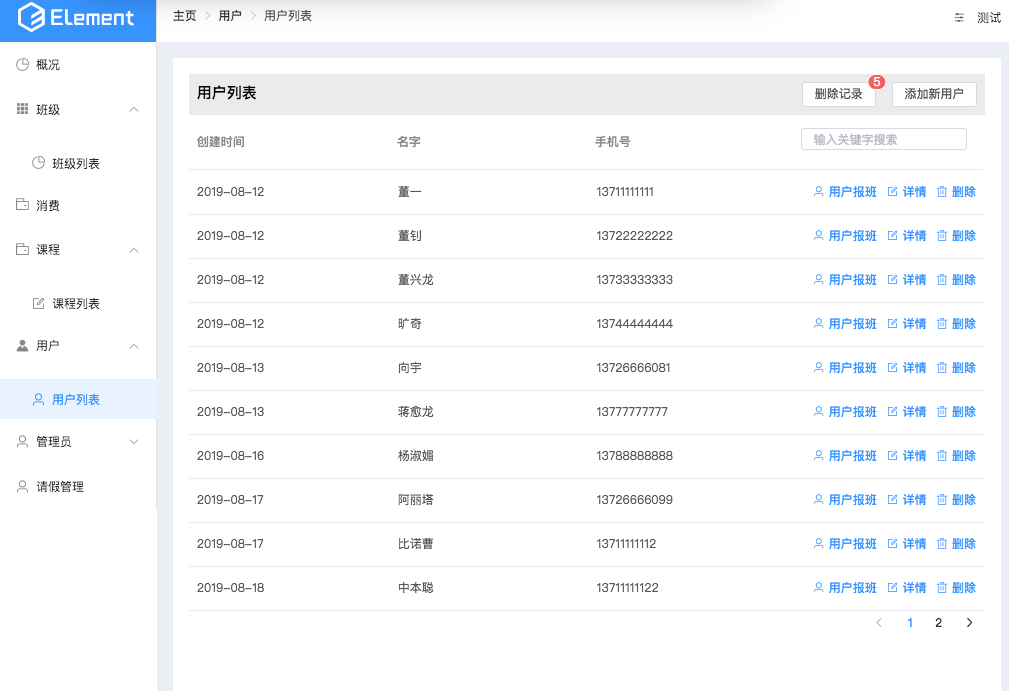 Element
主页 用户 用户列表
测试
概况
班级
班级列表
消费
课程
课程列表
用户
用户列表
管理员
请假管理
用户列表
删除记录 5 添加新用户
创建时间 名字 手机号 输入关键字搜索
2019-08-12 董一 13711111111 用户报班 详情 删除
2019-08-12 董钊 13722222222 用户报班 详情 删除
2019-08-12 董兴龙 13733333333 用户报班 详情 删除
2019-08-12 旷奇 13744444444 用户报班 详情 删除
2019-08-13 向宇 13726666081 用户报班 详情 删除
2019-08-13 蒋愈龙 13777777777 用户报班 详情 删除
2019-08-16 杨淑媚 13788888888 用户报班 详情 删除
2019-08-17 阿丽塔 13726666099 用户报班 详情 删除
2019-08-17 比诺曹 13711111112 用户报班 详情 删除
2019-08-18 中本聪 13711111122 用户报班 详情 删除
1 2